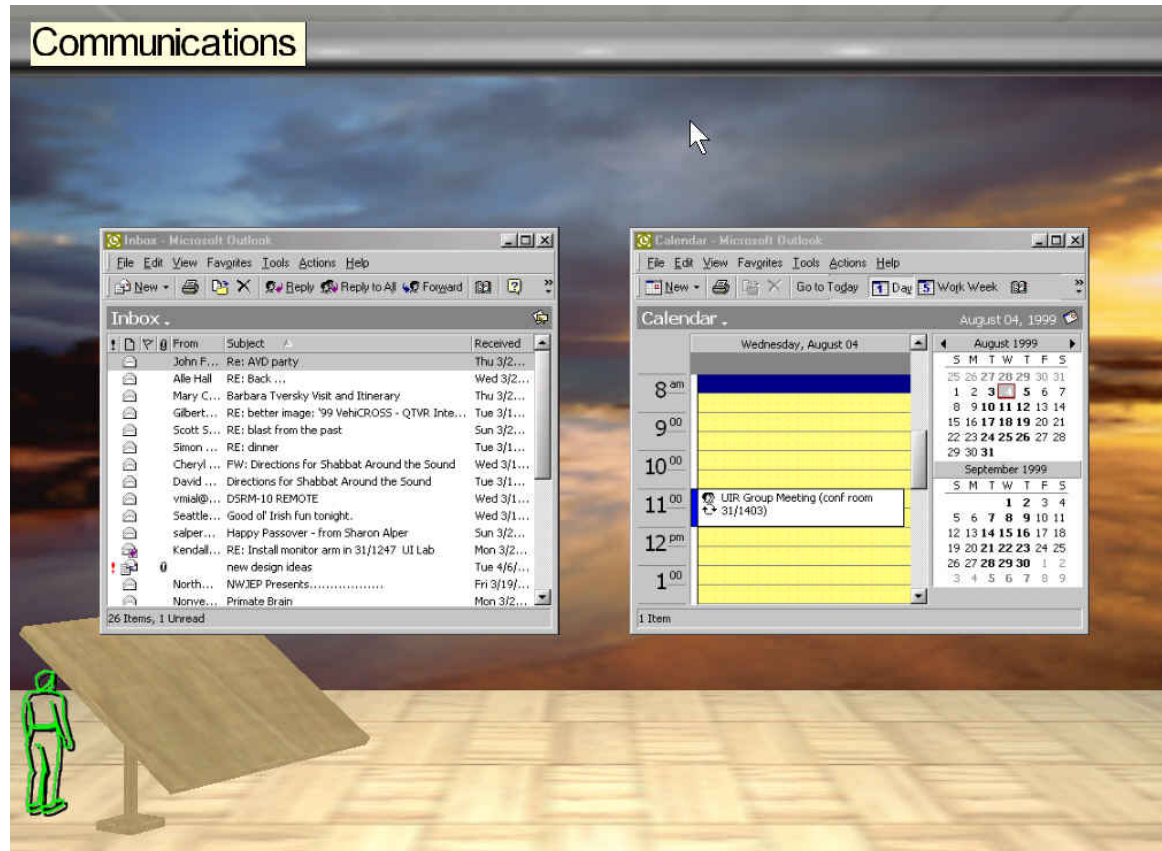 Communications
Inbox - Microsoft Outlook
File Edit View Favorites Tools Actions Help
New Reply Reply to All Forward
Inbox .
! From Subject Received
John F... Re: AVD party Thu 3/2...
Alle Hall RE: Back ... Wed 3/2...
Mary C... Barbara Tversky Visit and Itinerary Thu 3/2...
Gilbert... RE: better image: '99 VehiCROSS - QTVR Inte... Tue 3/1...
Scott S... RE: blast from the past Sun 3/2...
Simon ... RE: dinner Tue 3/1...
Cheryl ... FW: Directions for Shabbat Around the Sound Wed 3/1...
David ... Directions for Shabbat Around the Sound Tue 3/1...
vmial@... DSRM-10 REMOTE Wed 3/1...
Seattle... Good ol' Irish fun tonight. Wed 3/1...
salper... Happy Passover - from Sharon Alper Sun 3/2...
Kendall... RE: Install monitor arm in 31/1247 UI Lab Mon 3/2...
! new design ideas Tue 4/6/...
North... NWJEP Presents.................. Fri 3/19/...
Nonve... Primate Brain Mon 3/2...
26 Items, 1 Unread
Calendar - Microsoft Outlook
File Edit View Favorites Tools Actions Help
New Go to Today 1 Day 5 Work Week
Calendar . August 04, 1999
Wednesday, August 04
8 am
9 00
10 00
11 00 UIR Group Meeting (conf room
31/1403)
12 pm
1 00
August 1999
S M T W T F S
25 26 27 28 29 30 31
1 2 3 4 5 6 7
8 9 10 11 12 13 14
15 16 17 18 19 20 21
22 23 24 25 26 27 28
29 30 31
September 1999
S M T W T F S
1 2 3 4
5 6 7 8 9 10 11
12 13 14 15 16 17 18
19 20 21 22 23 24 25
26 27 28 29 30 1 2
3 4 5 6 7 8 9
1 Item